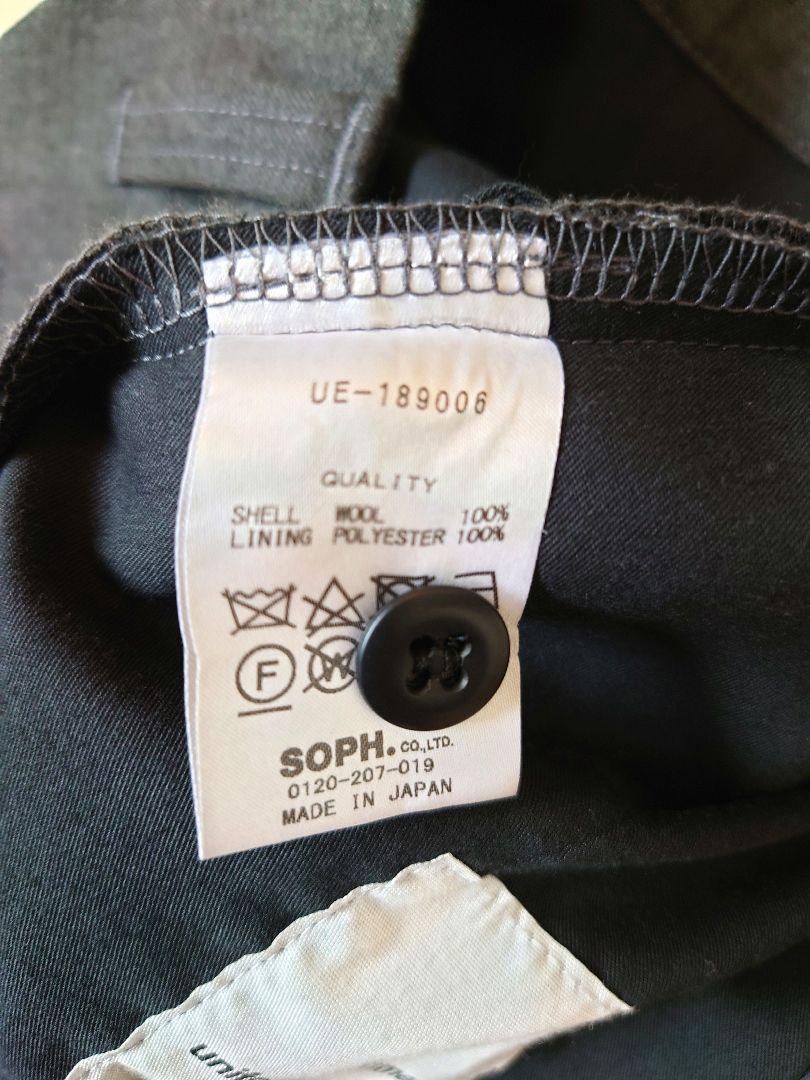 UE-189006
QUALITY
SHELL WOOL 100%
LINING POLYESTER 100%
F W
SOPH. CO.,LTD.
0120-207-019
MADE IN JAPAN